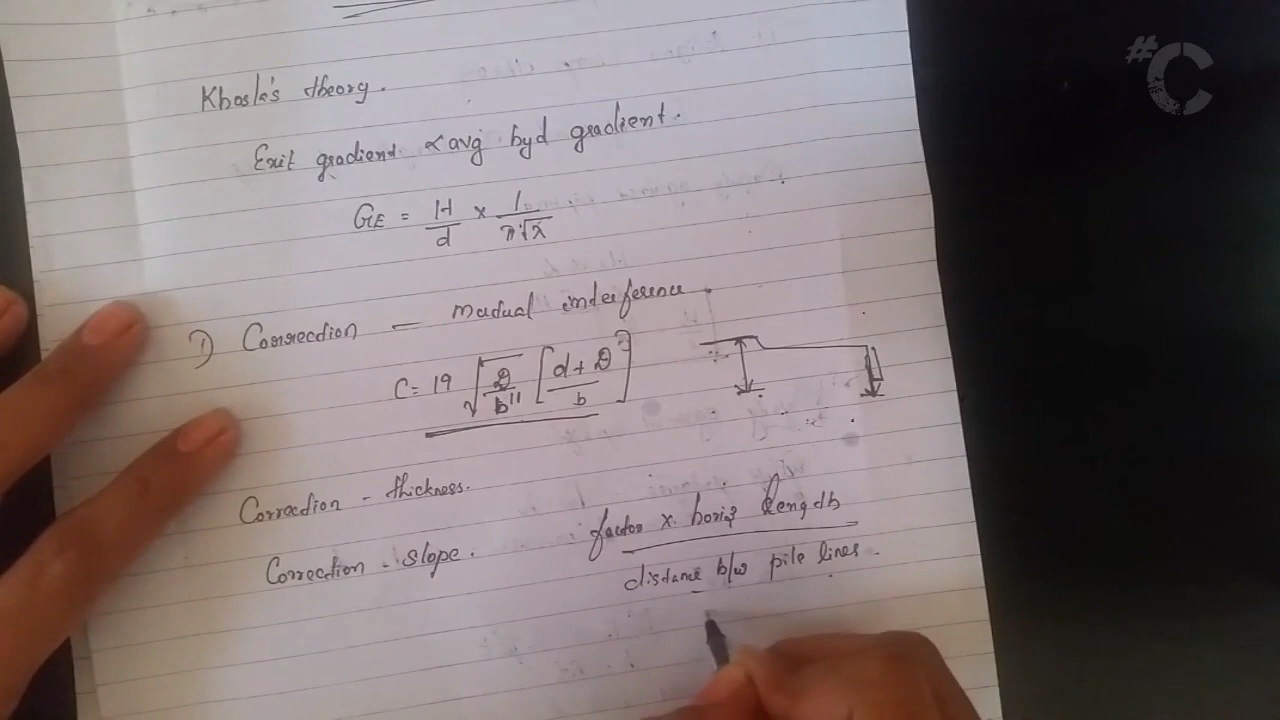 #C
Khosla's theory.
Exit gradient ∝ avg hyd gradient.
GE = H/d × 1/π√λ
1) Correction — mutual interference
C = 19 √(D/b") [(d + D)/b]
Correction - thickness.
Correction - slope.
factor x. horiz length
distance b/w pile lines.